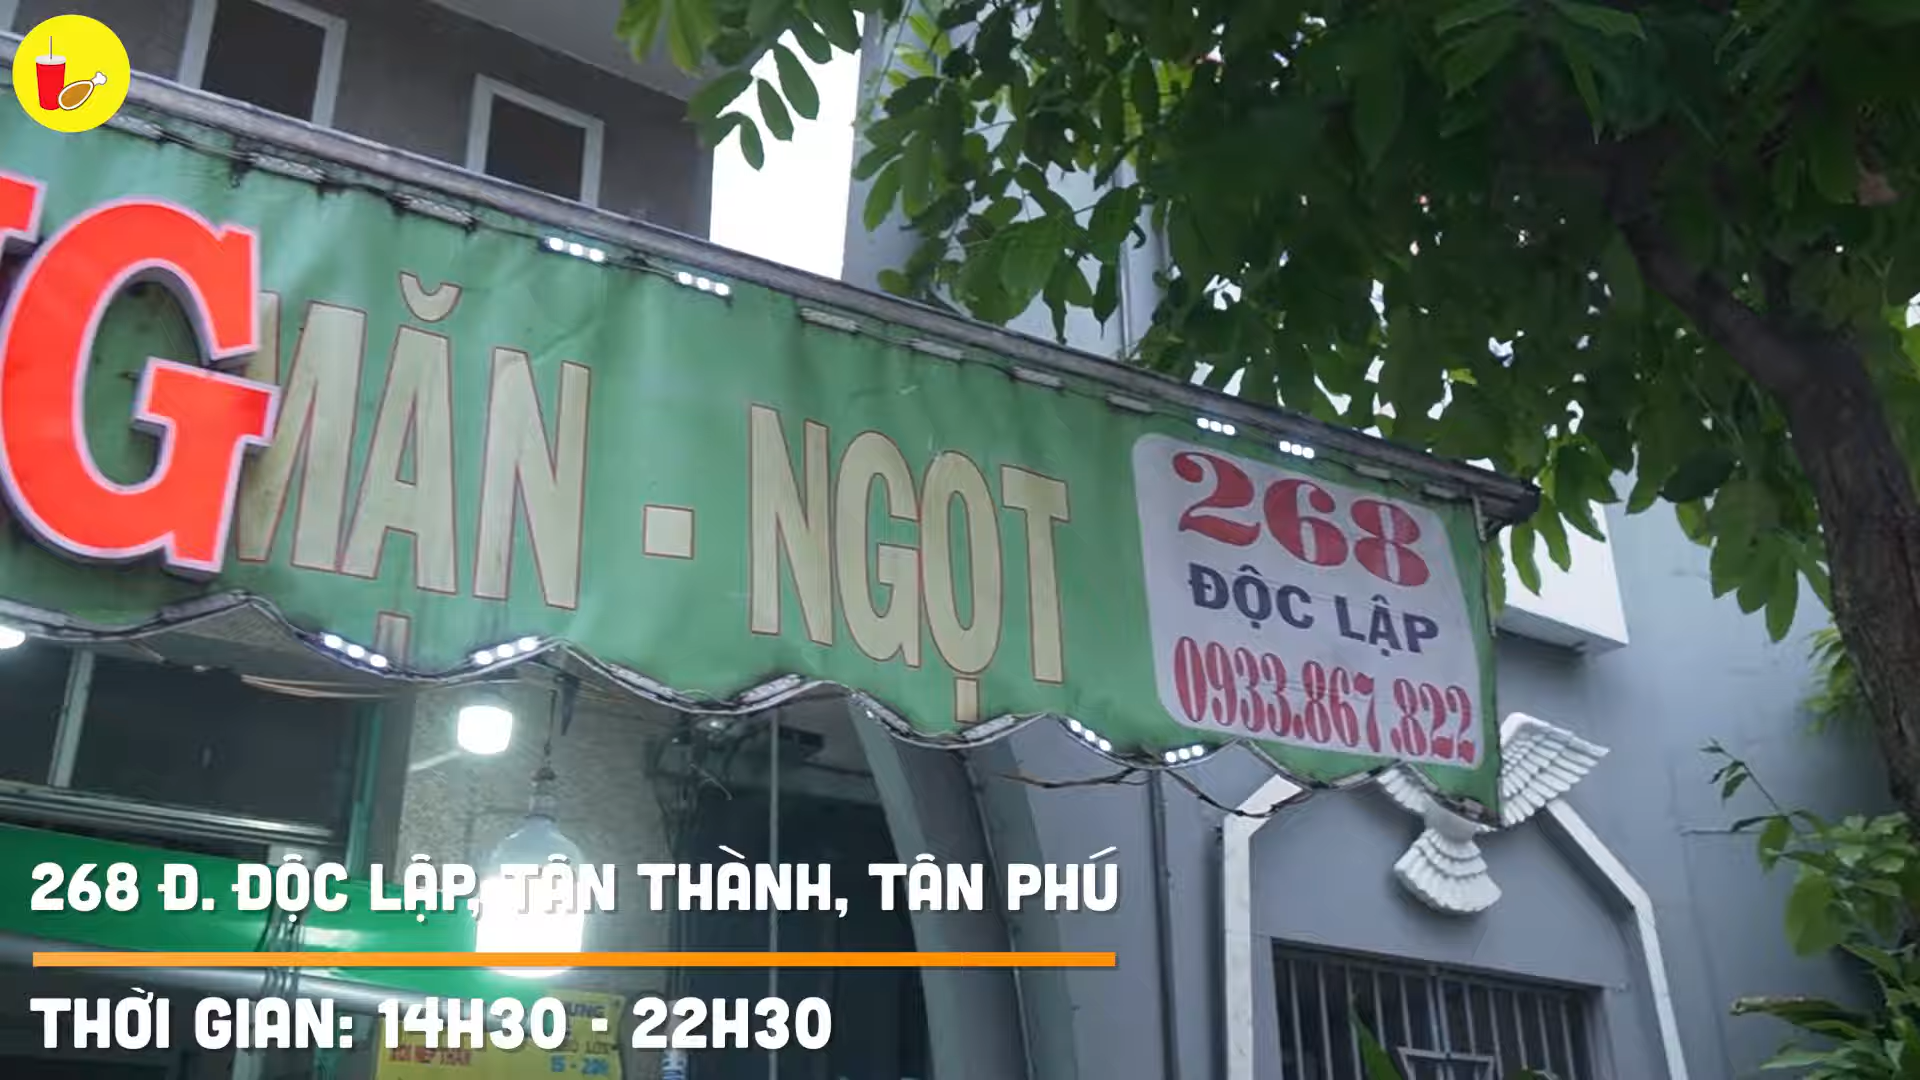 G MẶN - NGỌT
268
ĐỘC LẬP
0933.867.822
268 Đ. ĐỘC LẬP, TÂN THÀNH, TÂN PHÚ
THỜI GIAN: 14H30 - 22H30